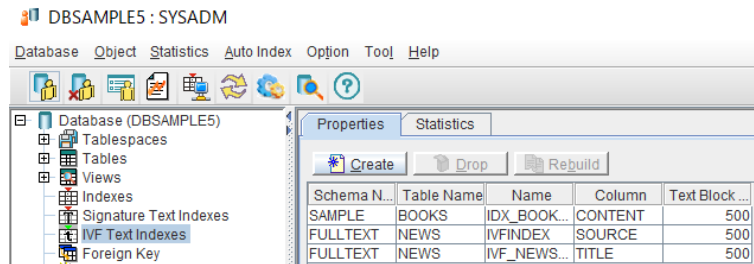 DBSAMPLE5 : SYSADM
Database Object Statistics Auto Index Option Tool Help
Database (DBSAMPLE5)
Tablespaces
Tables
Views
Indexes
Signature Text Indexes
IVF Text Indexes
Foreign Key
Properties Statistics
Create Drop Rebuild
Schema N... Table Name Name Column Text Block ...
SAMPLE BOOKS IDX_BOOK... CONTENT 500
FULLTEXT NEWS IVFINDEX SOURCE 500
FULLTEXT NEWS IVF_NEWS... TITLE 500